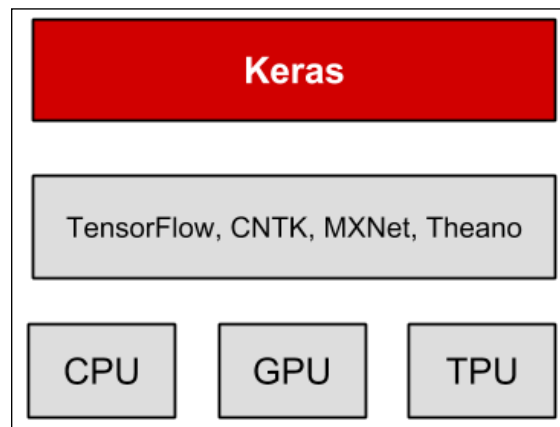 Keras
TensorFlow, CNTK, MXNet, Theano
CPU GPU TPU